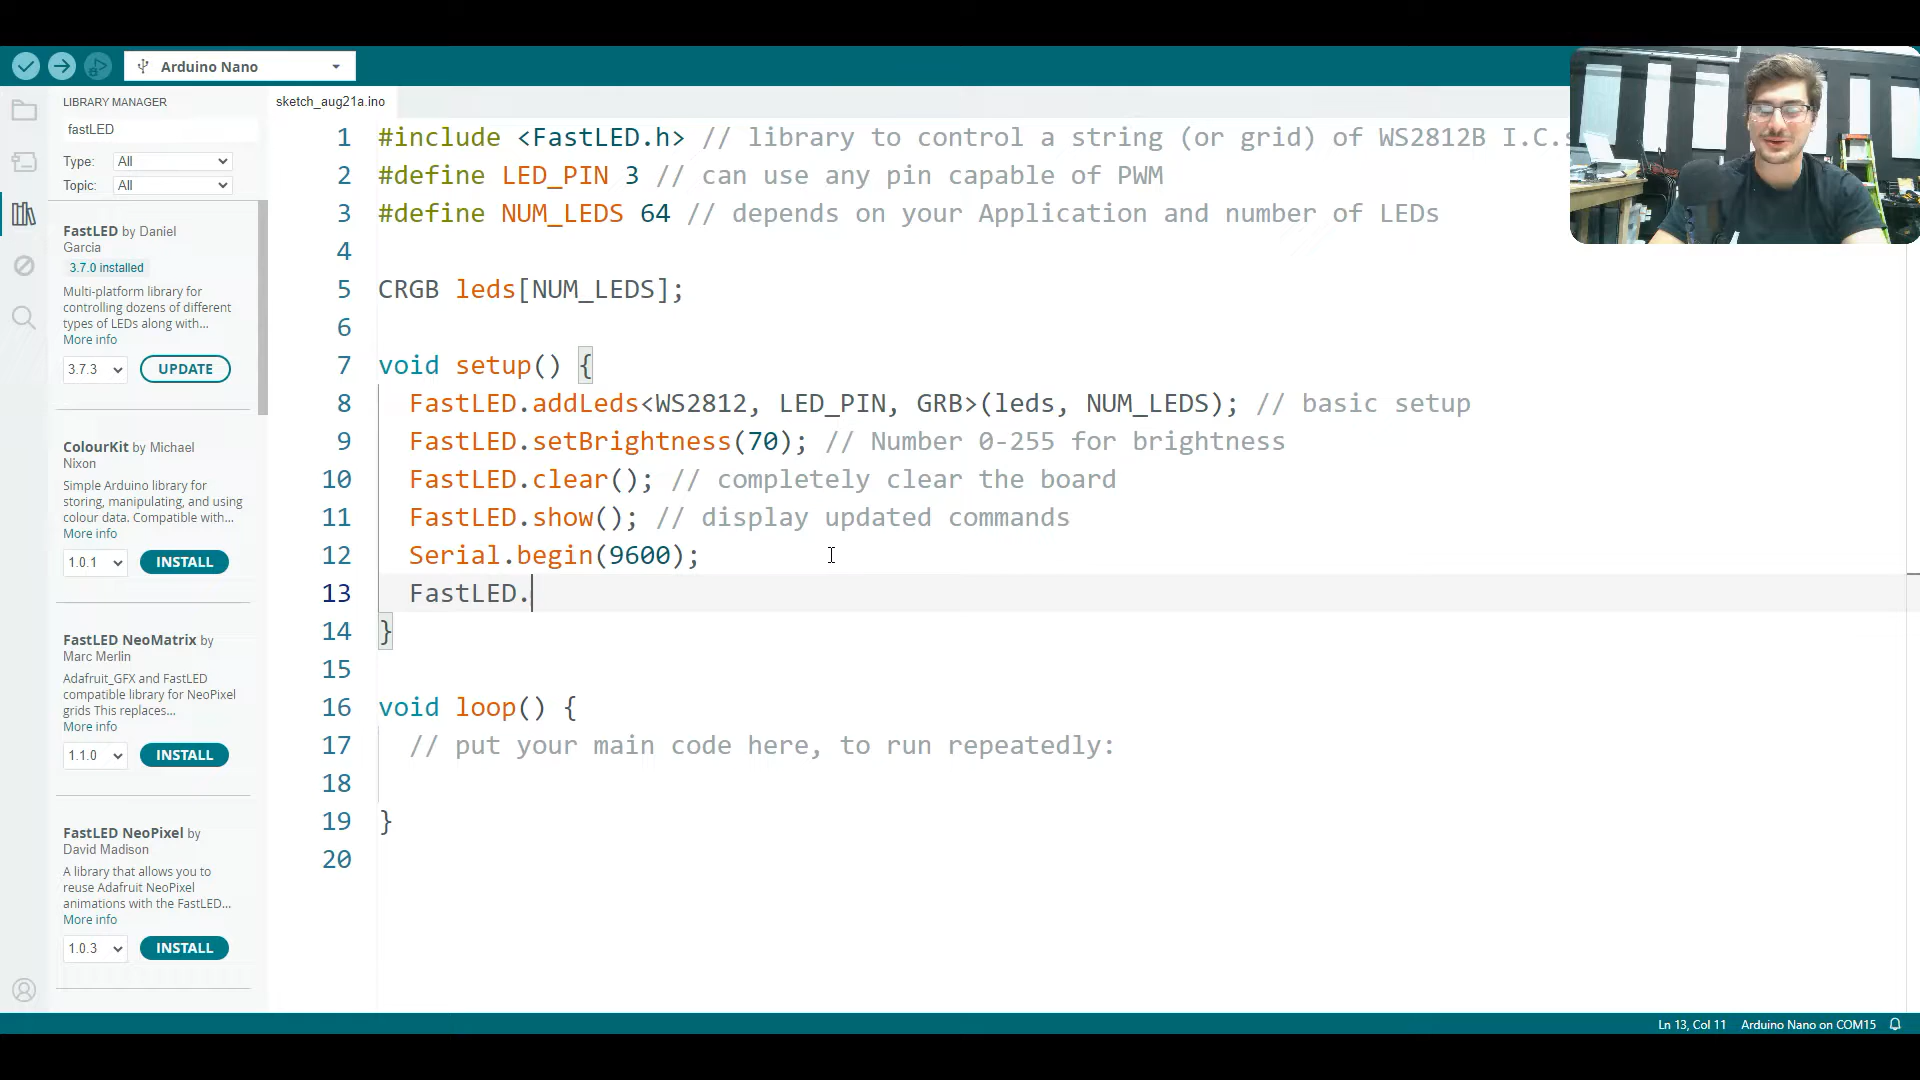 Arduino Nano
LIBRARY MANAGER
fastLED
Type: All
Topic: All
FastLED by Daniel
Garcia
3.7.0 installed
Multi-platform library for
controlling dozens of different
types of LEDs along with...
More info
3.7.3 UPDATE
ColourKit by Michael
Nixon
Simple Arduino library for
storing, manipulating, and using
colour data. Compatible with...
More info
1.0.1 INSTALL
FastLED NeoMatrix by
Marc Merlin
Adafruit_GFX and FastLED
compatible library for NeoPixel
grids This replaces...
More info
1.1.0 INSTALL
FastLED NeoPixel by
David Madison
A library that allows you to
reuse Adafruit NeoPixel
animations with the FastLED...
More info
1.0.3 INSTALL
sketch_aug21a.ino
1 #include <FastLED.h> // library to control a string (or grid) of WS2812B I.C.s
2 #define LED_PIN 3 // can use any pin capable of PWM
3 #define NUM_LEDS 64 // depends on your Application and number of LEDs
4
5 CRGB leds[NUM_LEDS];
6
7 void setup() {
8 FastLED.addLeds<WS2812, LED_PIN, GRB>(leds, NUM_LEDS); // basic setup
9 FastLED.setBrightness(70); // Number 0-255 for brightness
10 FastLED.clear(); // completely clear the board
11 FastLED.show(); // display updated commands
12 Serial.begin(9600);
13 FastLED.
14 }
15
16 void loop() {
17 // put your main code here, to run repeatedly:
18
19 }
20
Ln 13, Col 11 Arduino Nano on COM15